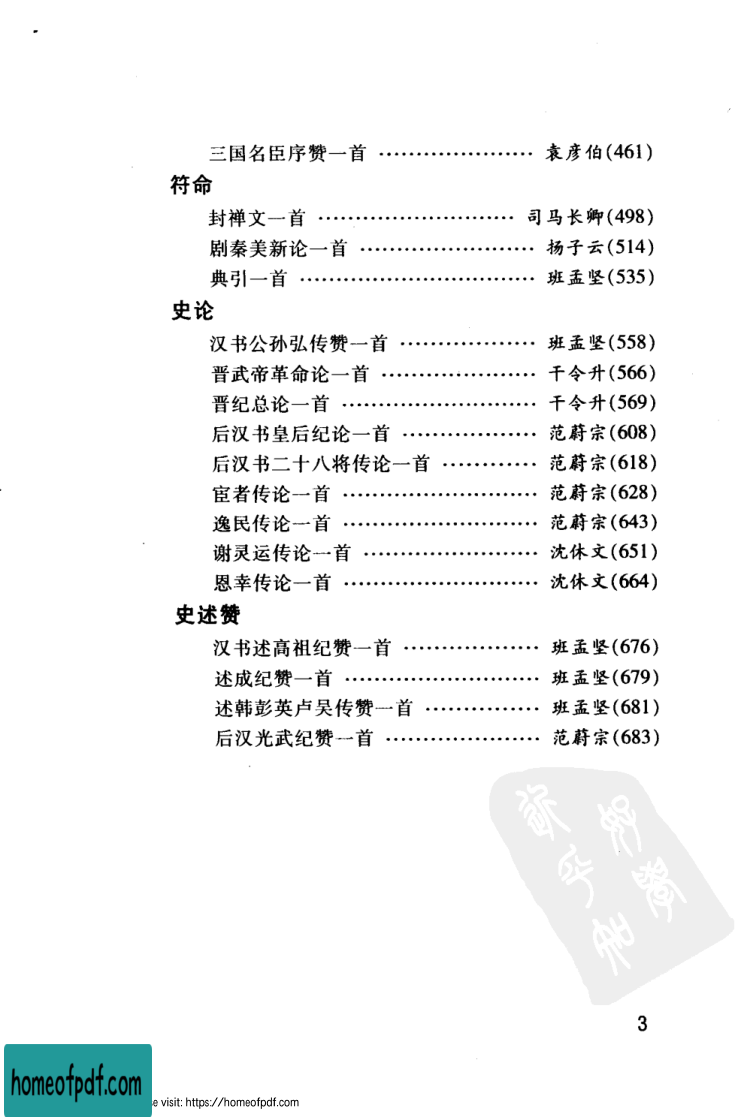 三国名臣序赞一首 ………………… 袁彦伯(461)
符命
封禅文一首 ……………………… 司马长卿(498)
剧秦美新论一首 …………………… 扬子云(514)
典引一首 ………………………… 班孟坚(535)
史论
汉书公孙弘传赞一首 ……………… 班孟坚(558)
晋武帝革命论一首 ………………… 干令升(566)
晋纪总论一首 ……………………… 干令升(569)
后汉书皇后纪论一首 ……………… 范蔚宗(608)
后汉书二十八将传论一首 ………… 范蔚宗(618)
宦者传论一首 ……………………… 范蔚宗(628)
逸民传论一首 ……………………… 范蔚宗(643)
谢灵运传论一首 …………………… 沈休文(651)
恩幸传论一首 ……………………… 沈休文(664)
史述赞
汉书述高祖纪赞一首 ……………… 班孟坚(676)
述成纪赞一首 ……………………… 班孟坚(679)
述韩彭英卢吴传赞一首 …………… 班孟坚(681)
后汉光武纪赞一首 ………………… 范蔚宗(683)
3
homeofpdf.com
e visit: https://homeofpdf.com